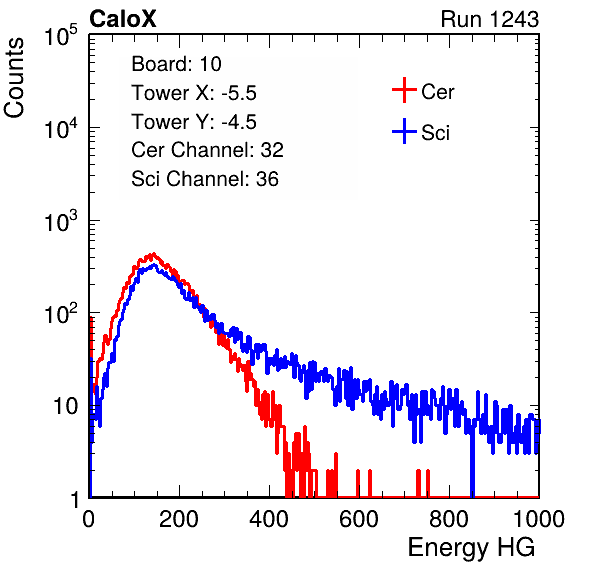 CaloX Run 1243
Counts
Board: 10
Tower X: -5.5
Tower Y: -4.5
Cer Channel: 32
Sci Channel: 36
Cer
Sci
10^5
10^4
10^3
10^2
10
1
0 200 400 600 800 1000
Energy HG